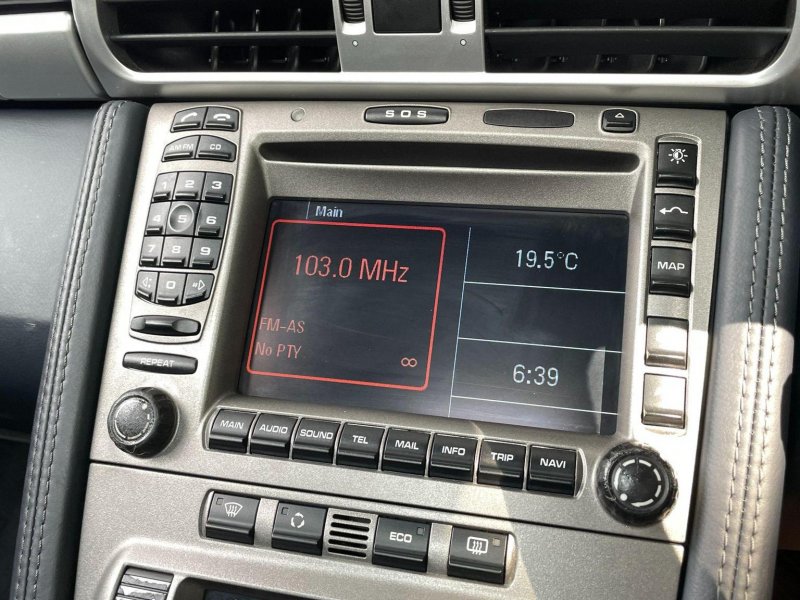 SOS
AM FM CD
1 2 3
4 5 6
7 8 9
0
REPEAT
Main
103.0 MHz
FM-AS
No PTY
∞
19.5°C
6:39
MAP
MAIN AUDIO SOUND TEL MAIL INFO TRIP NAVI
ECO